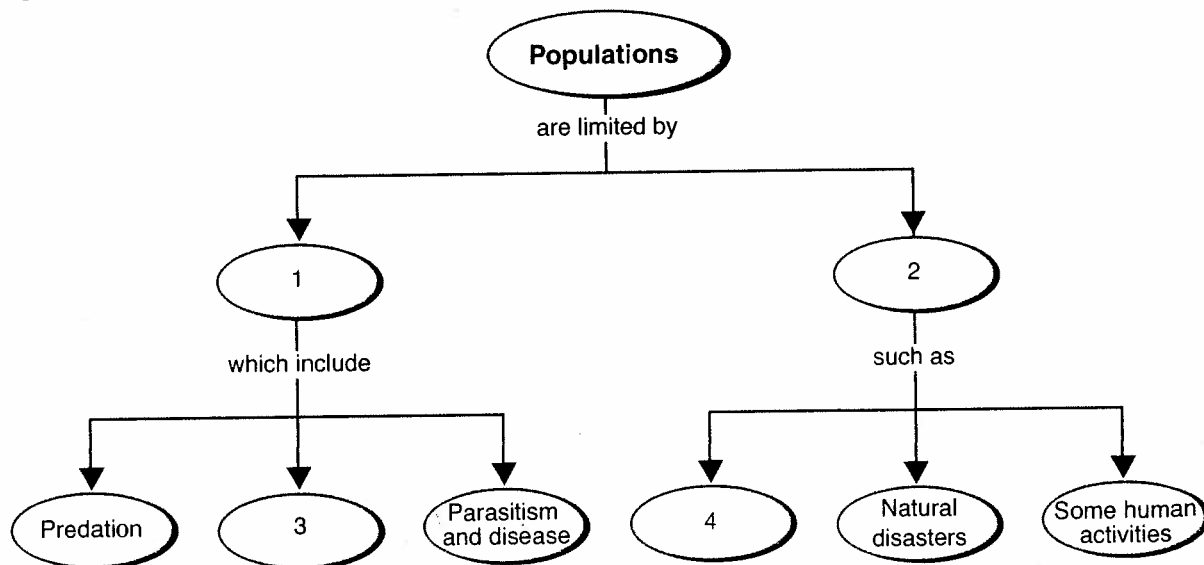 Populations
are limited by
1
2
which include
such as
Predation
3
Parasitism
and disease
4
Natural
disasters
Some human
activities